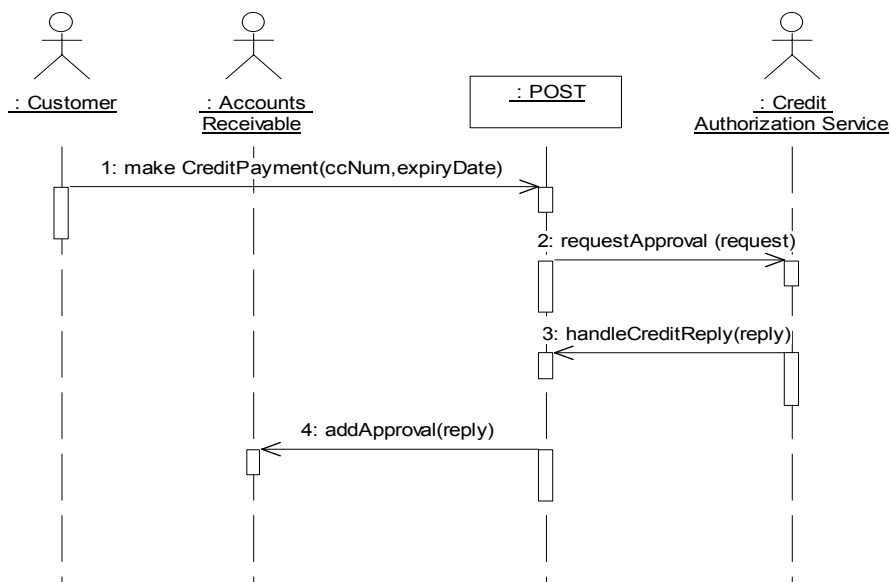 : Customer
: Accounts
Receivable
: POST
: Credit
Authorization Service
1: make CreditPayment(ccNum,expiryDate)
2: requestApproval (request)
3: handleCreditReply(reply)
4: addApproval(reply)